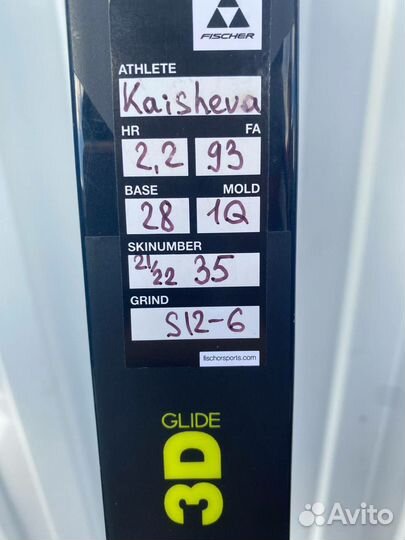 FISCHER
ATHLETE
Kaisheva
HR FA
2,2 93
BASE MOLD
28 1Q
SKINUMBER
21/22 35
GRIND
S12-6
fischersports.com
GLIDE
3D
Avito